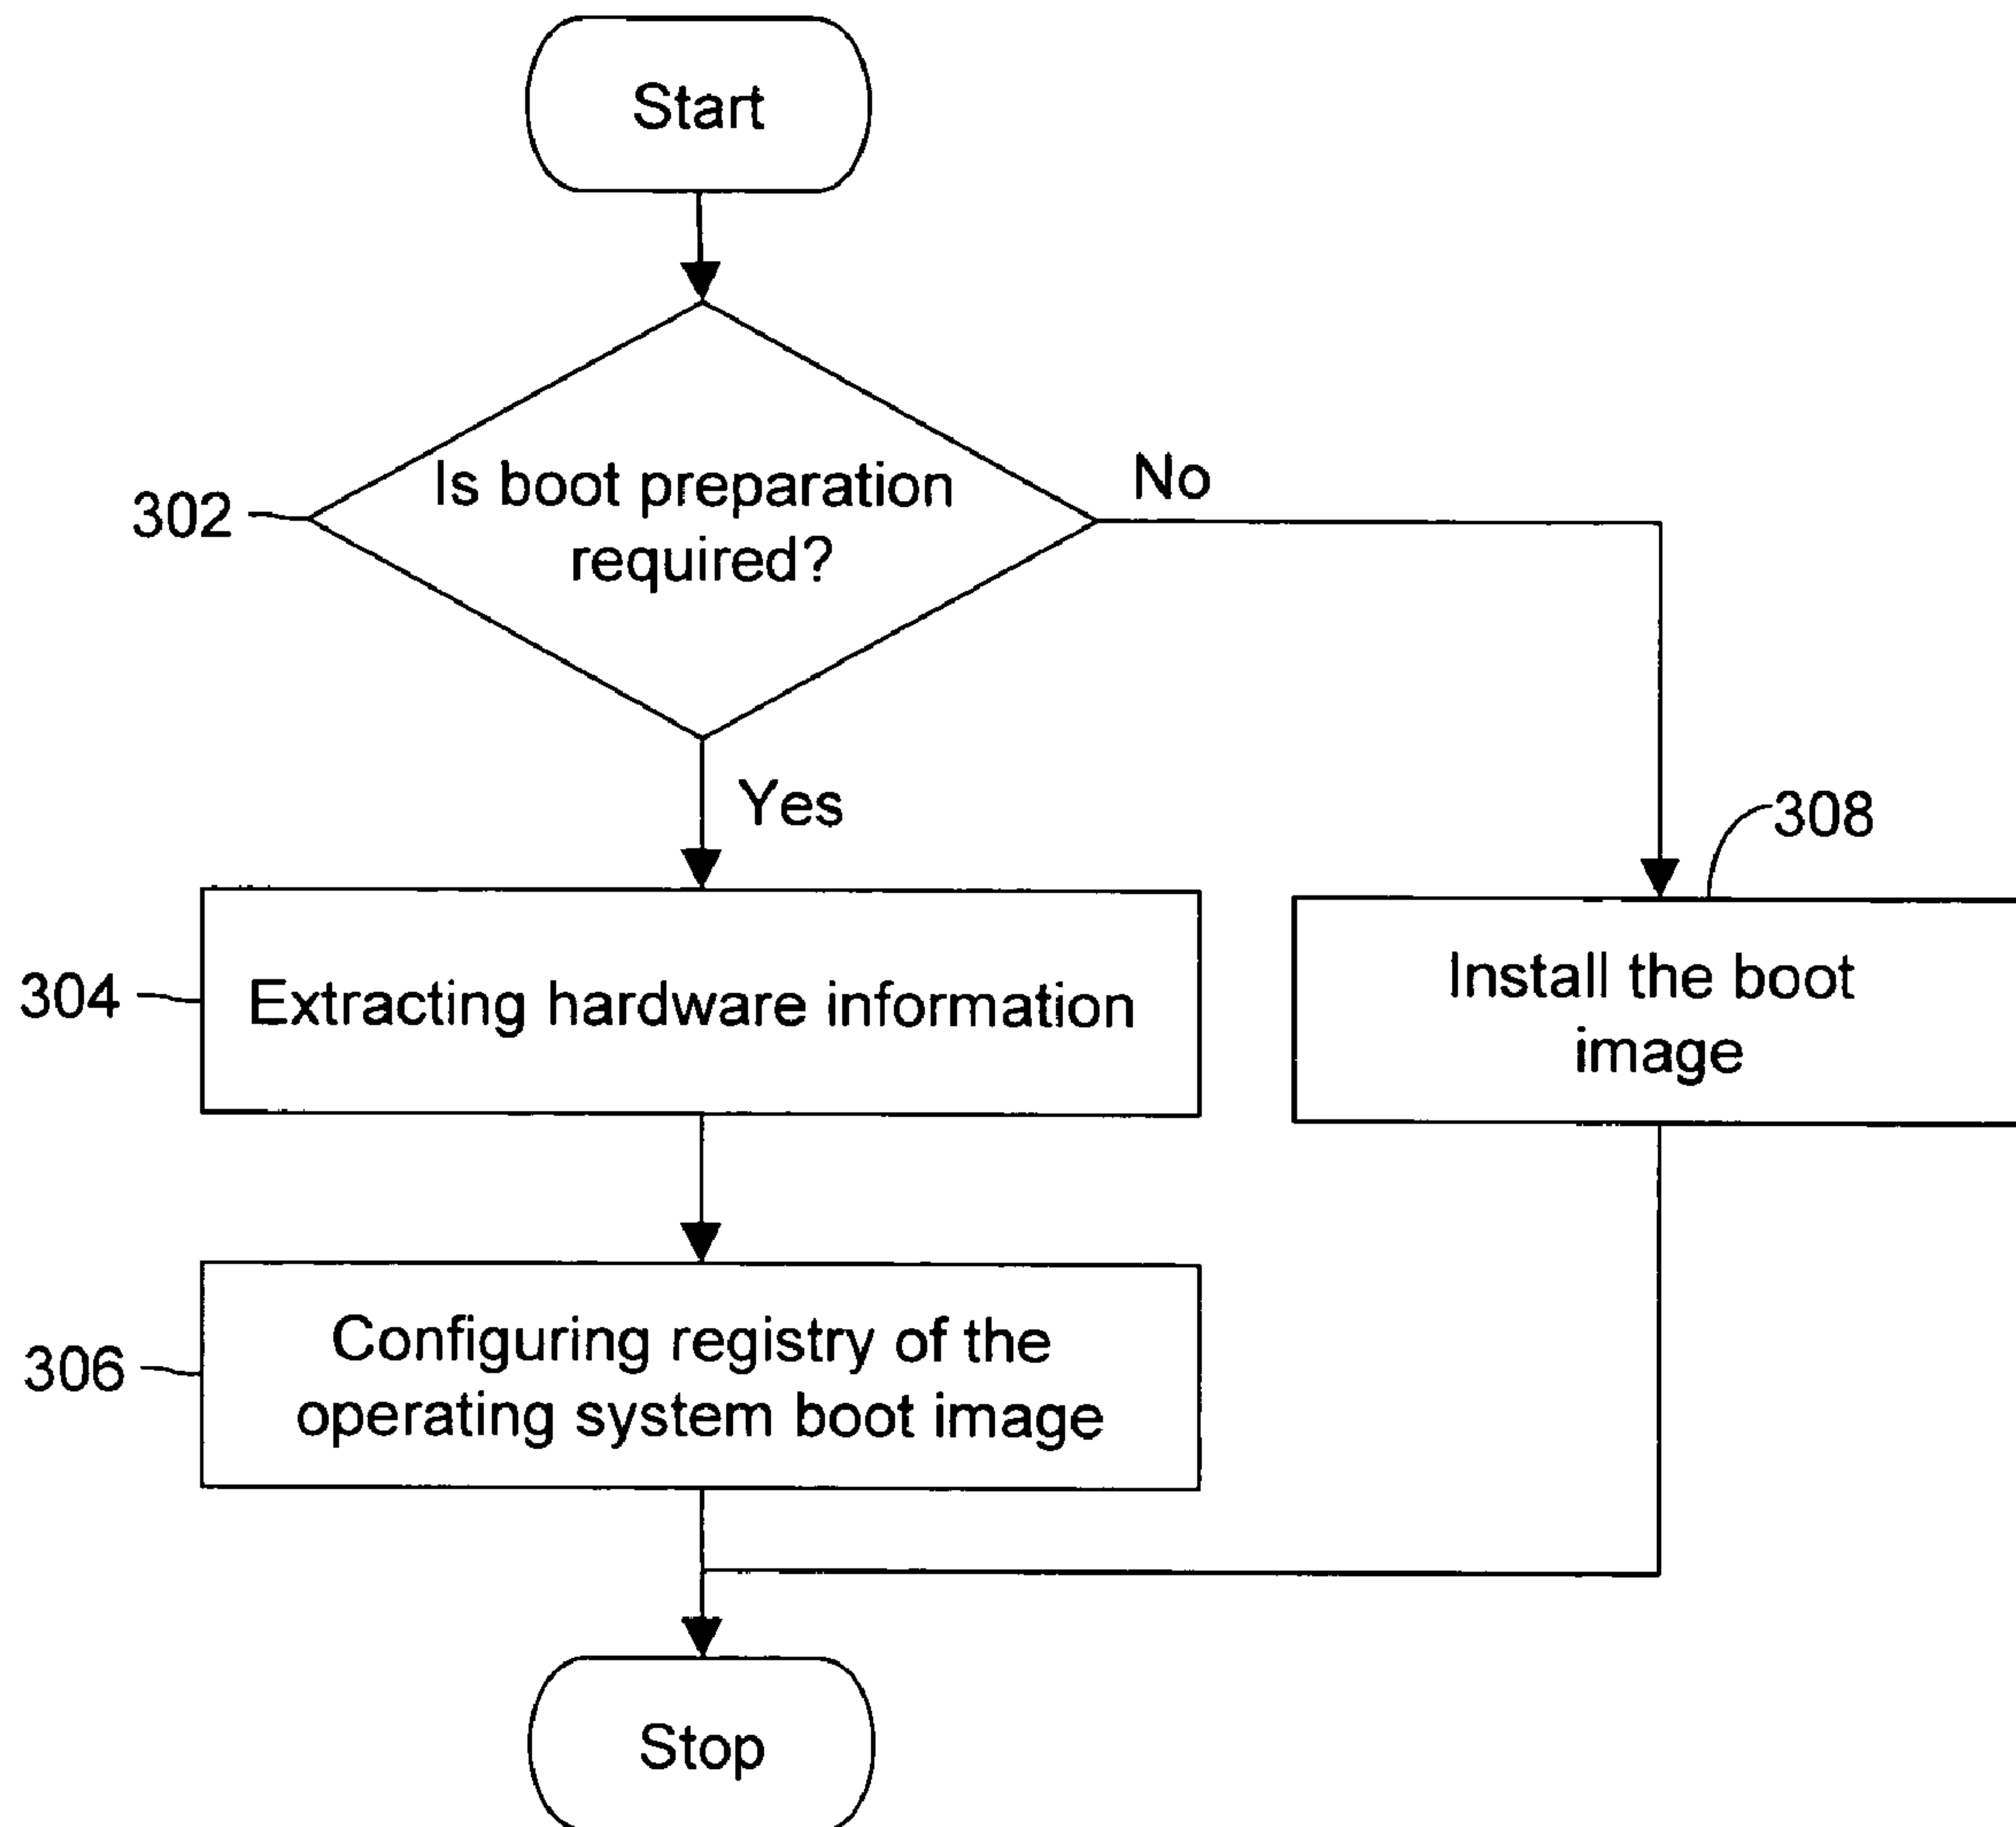 Start
302
Is boot preparation
required?
No
Yes
308
304
Extracting hardware information
Install the boot
image
306
Configuring registry of the
operating system boot image
Stop